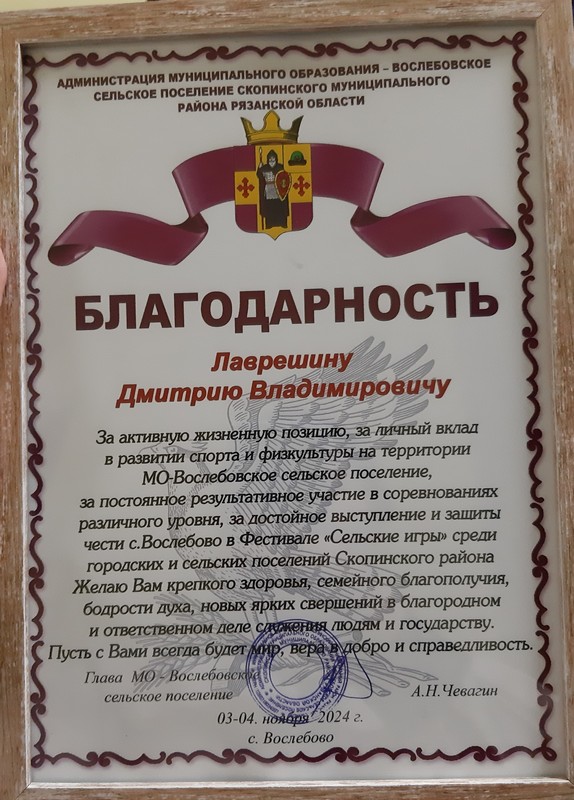 АДМИНИСТРАЦИЯ МУНИЦИПАЛЬНОГО ОБРАЗОВАНИЯ – ВОСЛЕБОВСКОЕ
СЕЛЬСКОЕ ПОСЕЛЕНИЕ СКОПИНСКОГО МУНИЦИПАЛЬНОГО
РАЙОНА РЯЗАНСКОЙ ОБЛАСТИ
БЛАГОДАРНОСТЬ
Лаврешину
Дмитрию Владимировичу
За активную жизненную позицию, за личный вклад
в развитии спорта и физкультуры на территории
МО-Вослебовское сельское поселение,
за постоянное результативное участие в соревнованиях
различного уровня, за достойное выступление и защиты
чести с.Вослебово в Фестивале «Сельские игры» среди
городских и сельских поселений Скопинского района
Желаю Вам крепкого здоровья, семейного благополучия,
бодрости духа, новых ярких свершений в благородном
и ответственном деле служения людям и государству.
Пусть с Вами всегда будет мир, вера в добро и справедливость.
Глава МО - Вослебовское
сельское поселение
А.Н.Чевагин
03-04. ноября 2024 г.
с. Вослебово